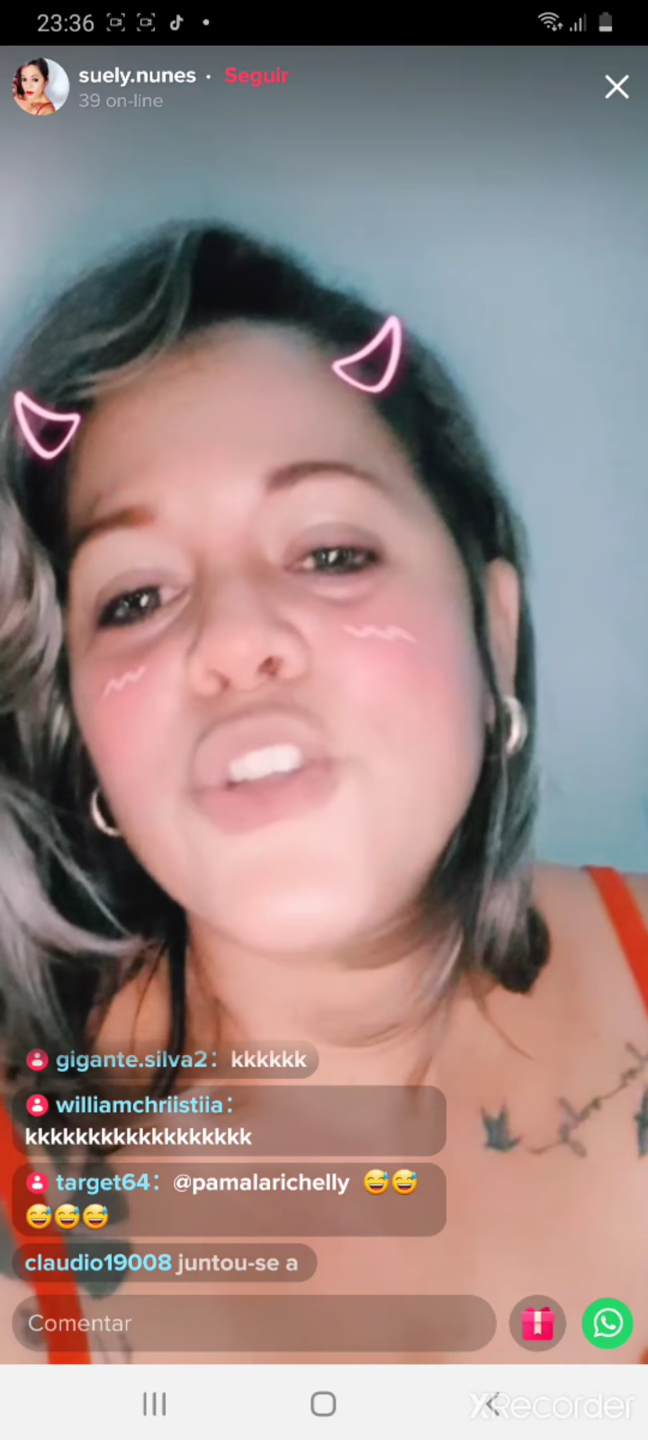 23:36
suely.nunes · Seguir
39 on-line
gigante.silva2: kkkkkk
williamchriistiia:
kkkkkkkkkkkkkkkkkk
target64: @pamalarichelly 😅😅
😅😅😅
claudio19008 juntou-se a
Comentar
XRecorder